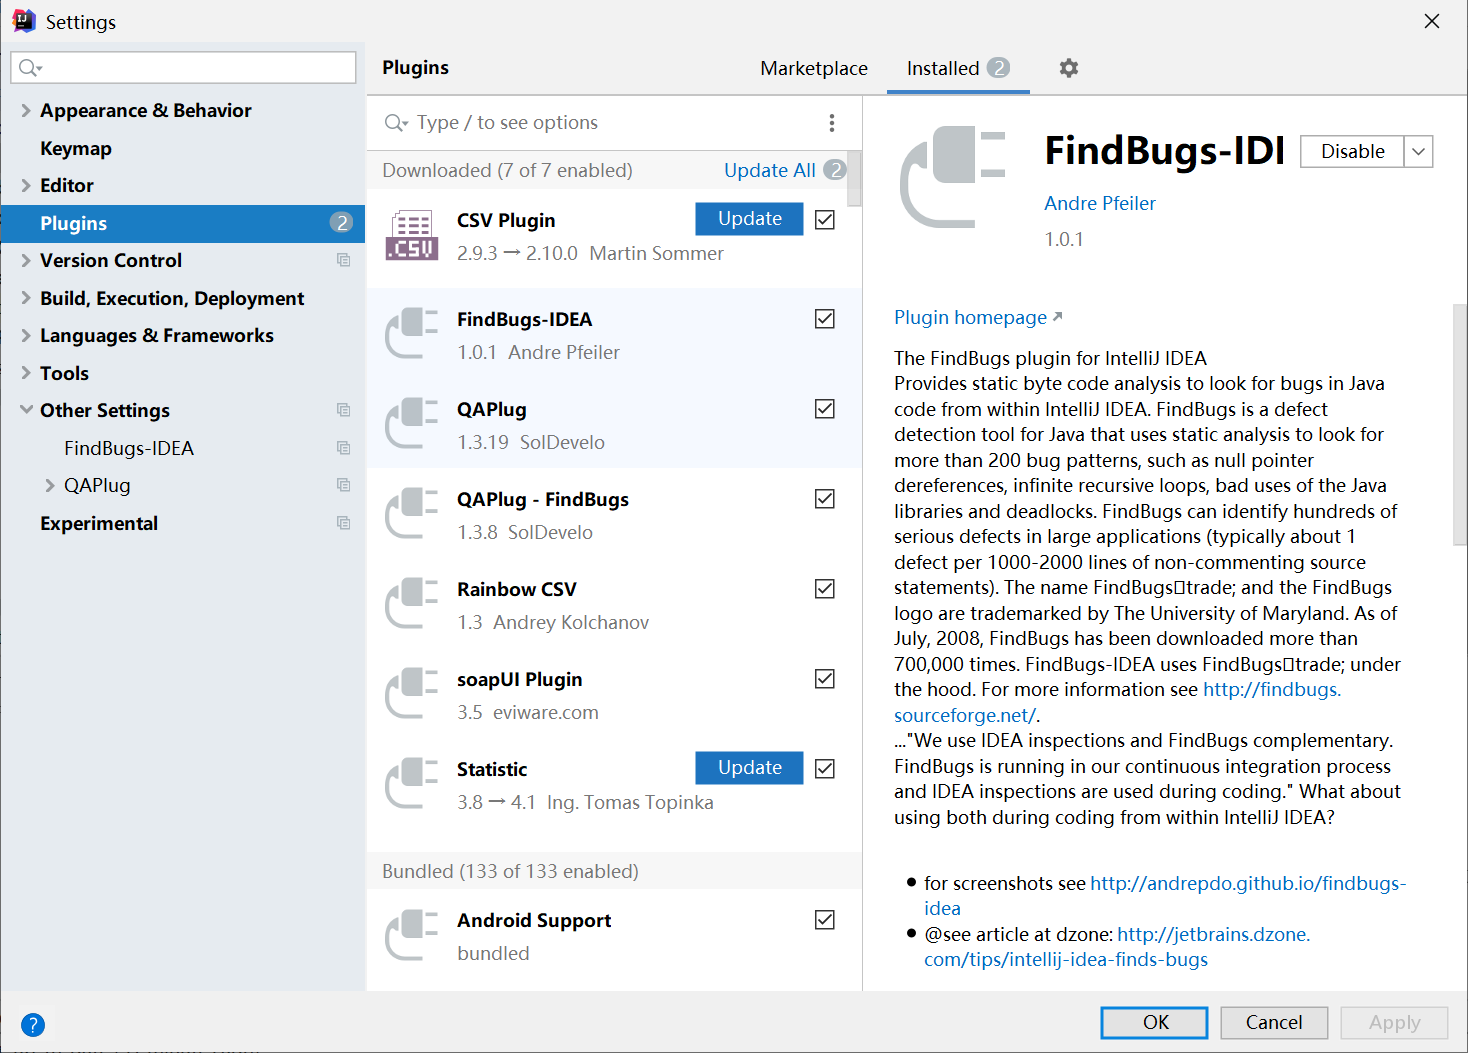 Settings
Appearance & Behavior
Keymap
Editor
Plugins 2
Version Control
Build, Execution, Deployment
Languages & Frameworks
Tools
Other Settings
FindBugs-IDEA
QAPlug
Experimental
Plugins
Marketplace
Installed 2
Type / to see options
Downloaded (7 of 7 enabled) Update All 2
.CSV
CSV Plugin Update
2.9.3 → 2.10.0 Martin Sommer
FindBugs-IDEA
1.0.1 Andre Pfeiler
QAPlug
1.3.19 SolDevelo
QAPlug - FindBugs
1.3.8 SolDevelo
Rainbow CSV
1.3 Andrey Kolchanov
soapUI Plugin
3.5 eviware.com
Statistic Update
3.8 → 4.1 Ing. Tomas Topinka
Bundled (133 of 133 enabled)
Android Support
bundled
FindBugs-IDI Disable
Andre Pfeiler
1.0.1
Plugin homepage ↗
The FindBugs plugin for IntelliJ IDEA
Provides static byte code analysis to look for bugs in Java
code from within IntelliJ IDEA. FindBugs is a defect
detection tool for Java that uses static analysis to look for
more than 200 bug patterns, such as null pointer
dereferences, infinite recursive loops, bad uses of the Java
libraries and deadlocks. FindBugs can identify hundreds of
serious defects in large applications (typically about 1
defect per 1000-2000 lines of non-commenting source
statements). The name FindBugs▯trade; and the FindBugs
logo are trademarked by The University of Maryland. As of
July, 2008, FindBugs has been downloaded more than
700,000 times. FindBugs-IDEA uses FindBugs▯trade; under
the hood. For more information see http://findbugs.
sourceforge.net/.
..."We use IDEA inspections and FindBugs complementary.
FindBugs is running in our continuous integration process
and IDEA inspections are used during coding." What about
using both during coding from within IntelliJ IDEA?
● for screenshots see http://andrepdo.github.io/findbugs-
idea
● @see article at dzone: http://jetbrains.dzone.
com/tips/intellij-idea-finds-bugs
?
OK
Cancel
Apply